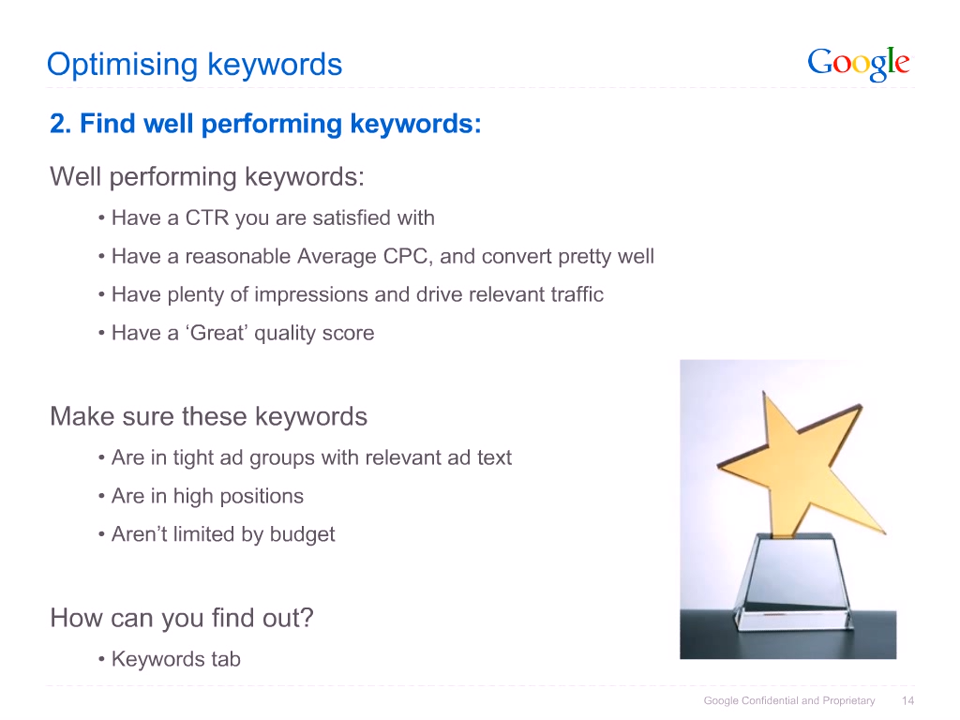 Optimising keywords
Google
2. Find well performing keywords:
Well performing keywords:
• Have a CTR you are satisfied with
• Have a reasonable Average CPC, and convert pretty well
• Have plenty of impressions and drive relevant traffic
• Have a ‘Great’ quality score
Make sure these keywords
• Are in tight ad groups with relevant ad text
• Are in high positions
• Aren’t limited by budget
How can you find out?
• Keywords tab
Google Confidential and Proprietary 14